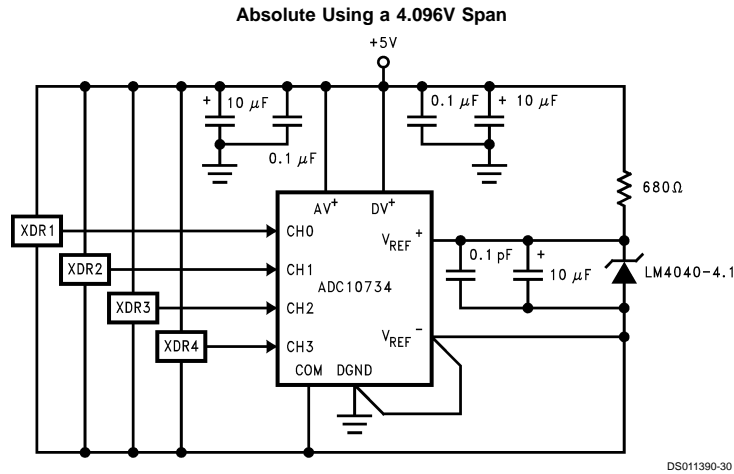 Absolute Using a 4.096V Span
+5V
+ 10 μF
0.1 μF
0.1 μF + 10 μF
680Ω
AV+ DV+
XDR1
CH0
VREF+
0.1 pF +
10 μF
LM4040-4.1
XDR2
CH1
ADC10734
XDR3
CH2
XDR4
CH3
VREF−
COM DGND
DS011390-30